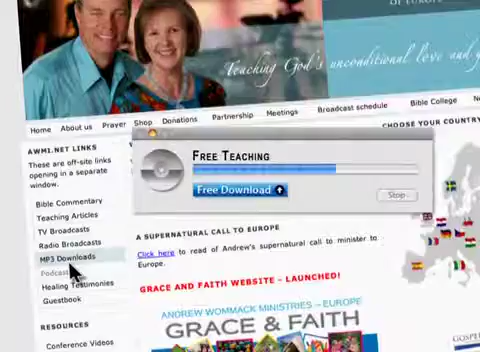 OF EUROPE
Teaching God's unconditional love and
Home About us Prayer Shop Donations Partnership Meetings Broadcast schedule Bible College
CHOOSE YOUR COUNTRY
AWMI.NET LINKS
These are off-site
links opening in a
separate window.
Bible Commentary
Teaching Articles
TV Broadcasts
Radio Broadcasts
MP3 Downloads
Podcast
Healing Testimonies
Guestbook
RESOURCES
Conference Videos
FREE TEACHING
Free Download
Stop
A SUPERNATURAL CALL TO EUROPE
Click here to read of Andrew's supernatural call to minister to
Europe.
GRACE AND FAITH WEBSITE - LAUNCHED!
ANDREW WOMMACK MINISTRIES - EUROPE
GRACE & FAITH
GOSPEL